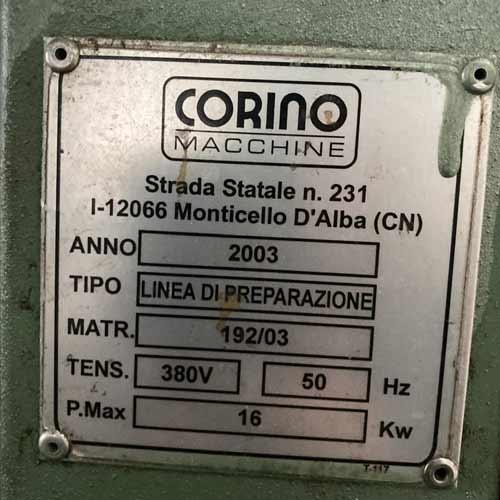 CORINO
MACCHINE
Strada Statale n. 231
I-12066 Monticello D'Alba (CN)
ANNO 2003
TIPO LINEA DI PREPARAZIONE
MATR. 192/03
TENS. 380V 50 Hz
P.Max 16 Kw
T-117